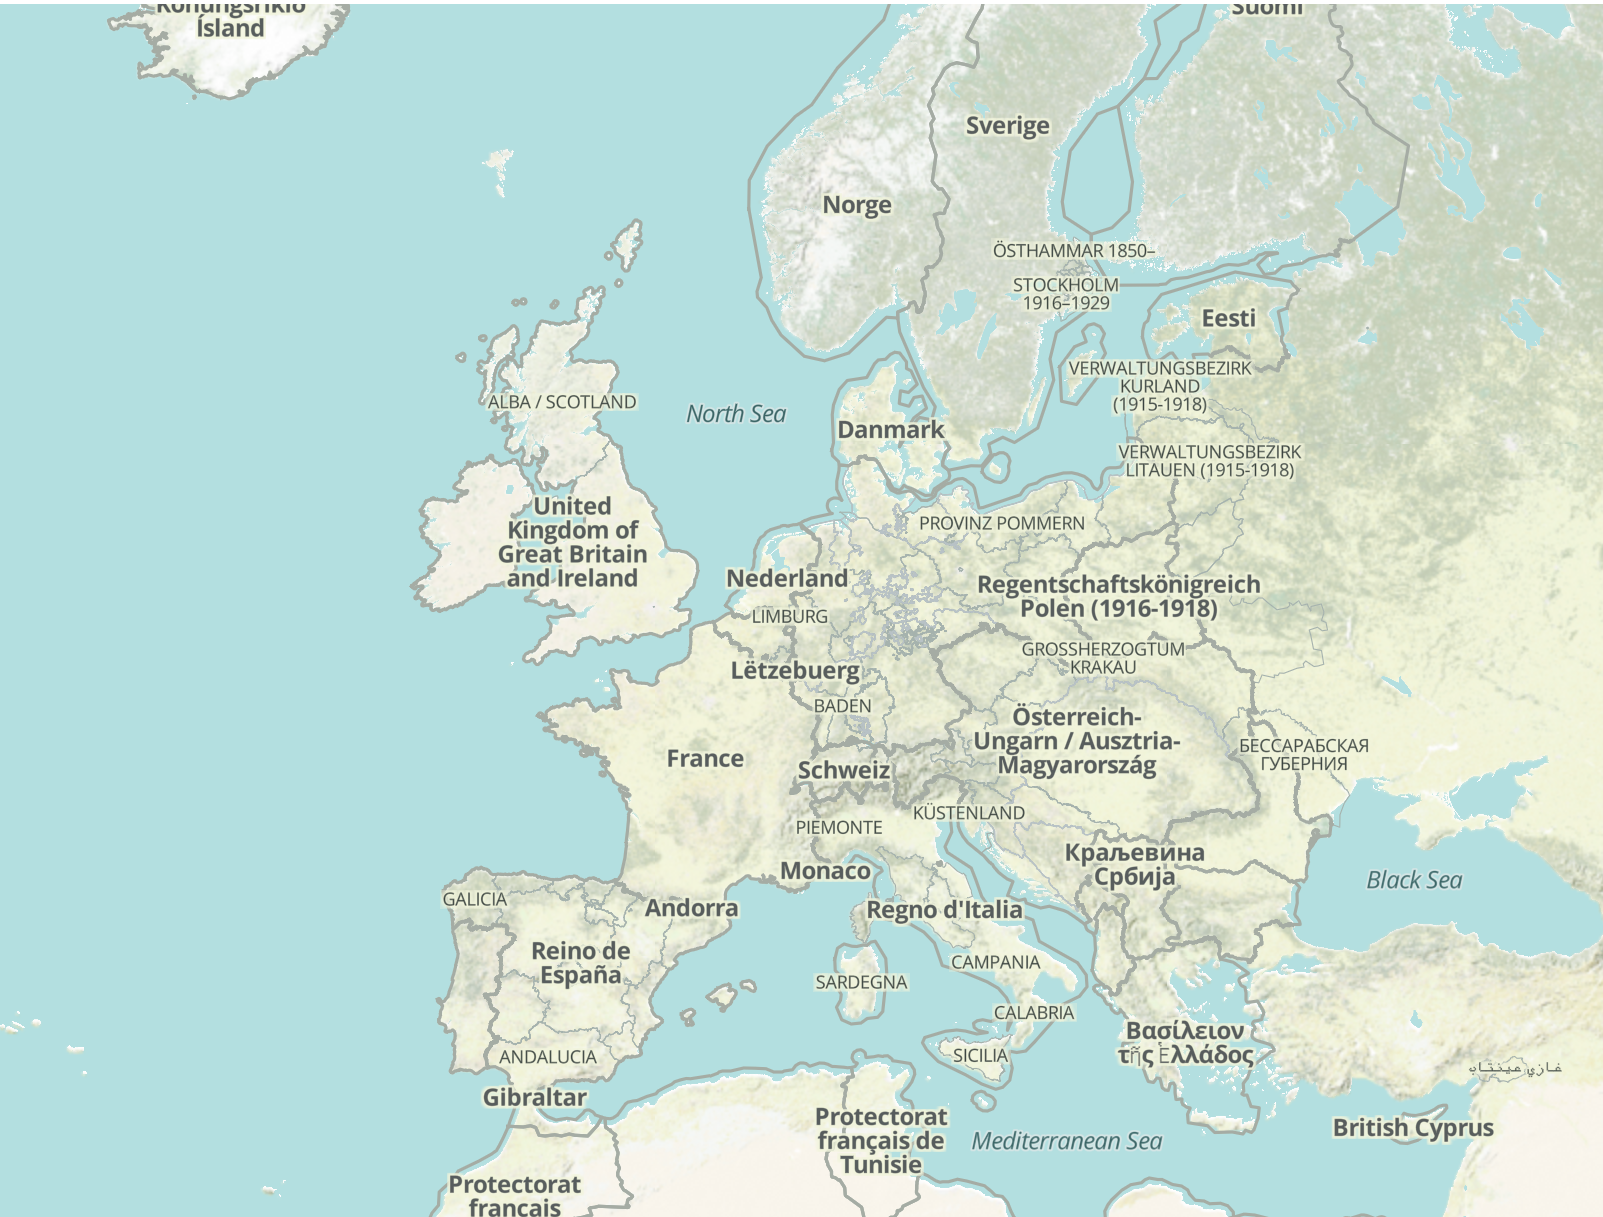 Konungsríkið
Ísland
Suomi
Sverige
Norge
ÖSTHAMMAR 1850–
STOCKHOLM
1916–1929
Eesti
VERWALTUNGSBEZIRK
KURLAND
(1915-1918)
ALBA / SCOTLAND
North Sea
Danmark
VERWALTUNGSBEZIRK
LITAUEN (1915-1918)
United
Kingdom of
Great Britain
and Ireland
PROVINZ POMMERN
Nederland
Regentschaftskönigreich
Polen (1916-1918)
LIMBURG
GROSSHERZOGTUM
KRAKAU
Lëtzebuerg
BADEN
Österreich-
Ungarn / Ausztria-
Magyarország
БЕССАРАБСКАЯ
ГУБЕРНИЯ
France
Schweiz
KÜSTENLAND
PIEMONTE
Краљевина
Србија
Monaco
Black Sea
GALICIA
Andorra
Regno d'Italia
Reino de
España
CAMPANIA
SARDEGNA
CALABRIA
Βασίλειον
τῆς Ἑλλάδος
ANDALUCIA
SICILIA
غازي عينتاب
Gibraltar
Protectorat
français de
Tunisie
Mediterranean Sea
British Cyprus
Protectorat
français